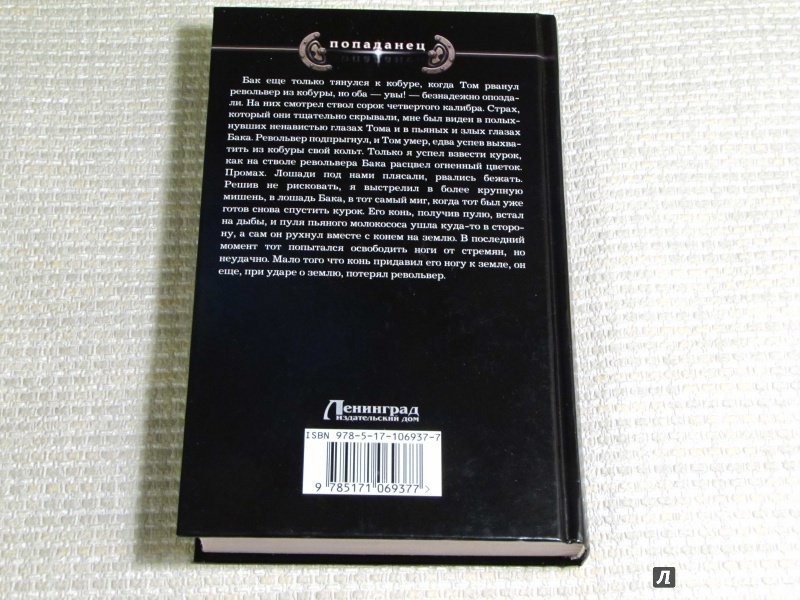 ПОПАДАНЕЦ
Бак еще только тянулся к кобуре, когда Том рванул
револьвер из кобуры, но оба — увы! — безнадежно опозда-
ли. На них смотрел ствол сорок четвертого калибра. Страх,
который они тщательно скрывали, мне был виден в полых-
нувших ненавистью глазах Тома и в пьяных и злых глазах
Бака. Револьвер подпрыгнул, и Том умер, едва успев выхва-
тить из кобуры свой кольт. Только я успел взвести курок,
как на стволе револьвера Бака расцвел огненный цветок.
Промах. Лошади под нами плясали, рвались бежать.
Решив не рисковать, я выстрелил в более крупную
мишень, в лошадь Бака, в тот самый миг, когда тот был уже
готов снова спустить курок. Его конь, получив пулю, встал
на дыбы, и пуля пьяного молокососа ушла куда-то в сторо-
ну, а сам он рухнул вместе с конем на землю. В последний
момент тот попытался освободить ноги от стремян, но
неудачно. Мало того что конь придавил его ногу к земле, он
еще, при ударе о землю, потерял револьвер.
Ленинград
издательский дом
ISBN 978-5-17-106937-7
9 785171 069377 >
Л